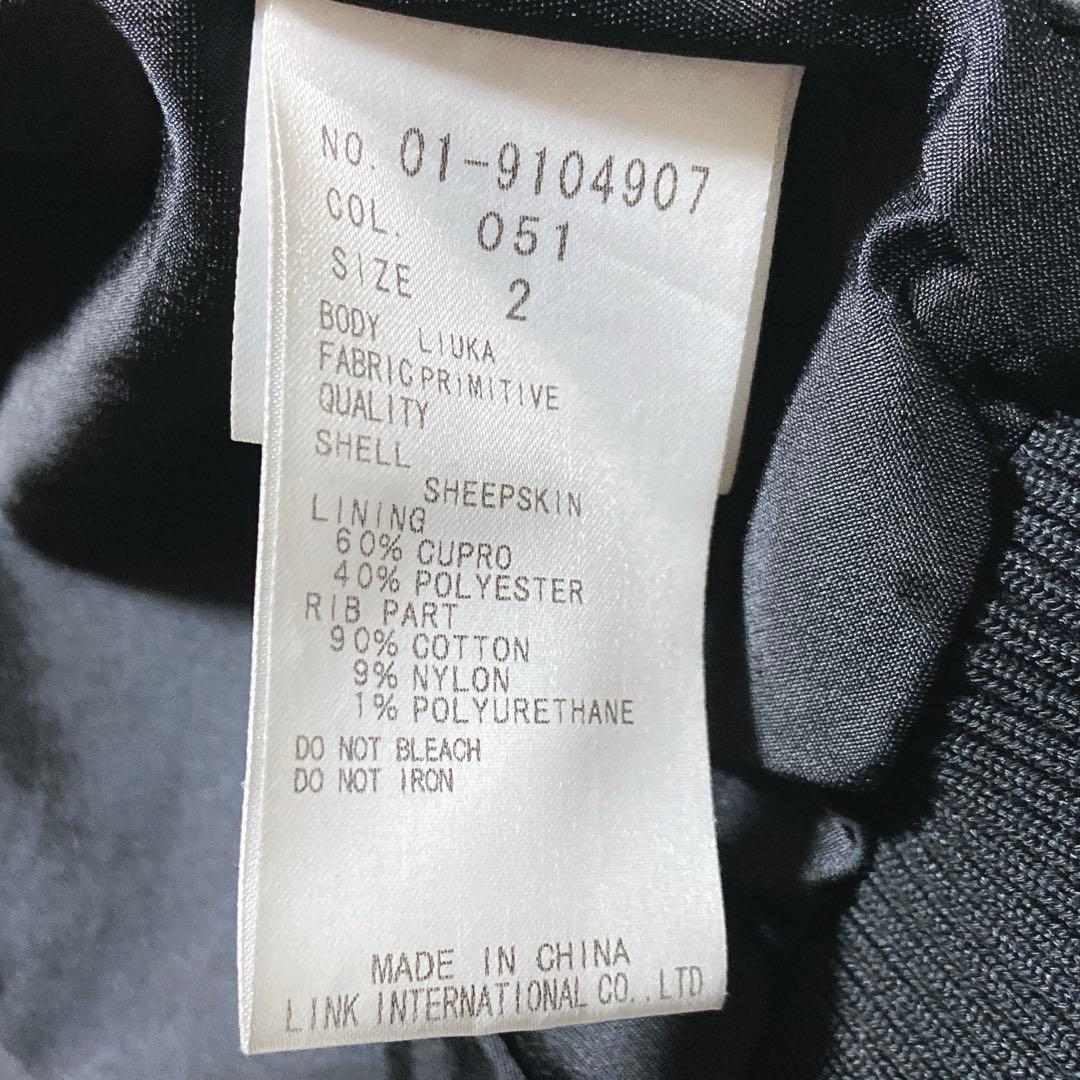 NO. 01-9104907
COL. 051
SIZE 2
BODY LIUKA
FABRIC PRIMITIVE
QUALITY
SHELL
SHEEPSKIN
LINING
60% CUPRO
40% POLYESTER
RIB PART
90% COTTON
9% NYLON
1% POLYURETHANE
DO NOT BLEACH
DO NOT IRON
MADE IN CHINA
LINK INTERNATIONAL CO.,LTD